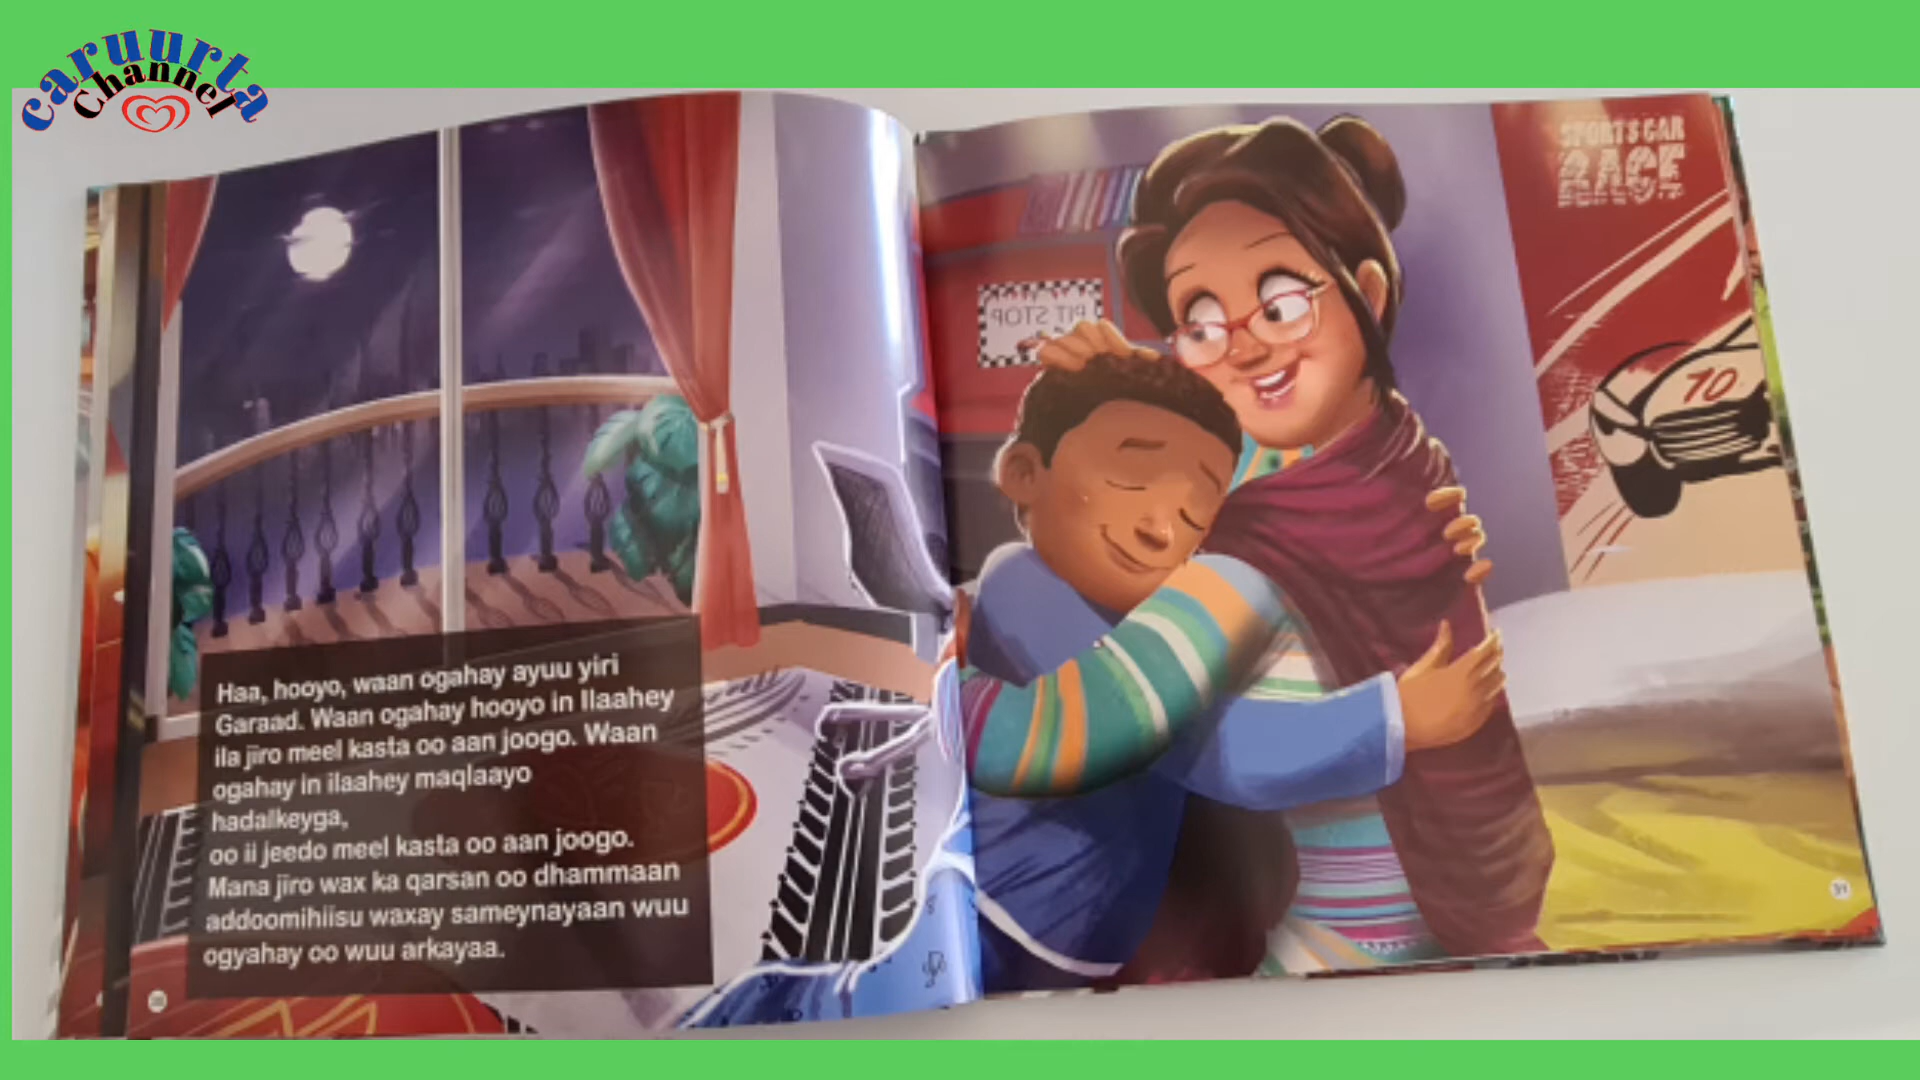 caruurta
Channel
SPORTS CAR
RACE
PIT STOP
10
Haa, hooyo, waan ogahay ayuu yiri
Garaad. Waan ogahay hooyo in Ilaahey
ila jiro meel kasta oo aan joogo. Waan
ogahay in ilaahey maqlaayo
hadalkeyga,
oo ii jeedo meel kasta oo aan joogo.
Mana jiro wax ka qarsan oo dhammaan
addoomihiisu waxay sameynayaan wuu
ogyahay oo wuu arkayaa.
31